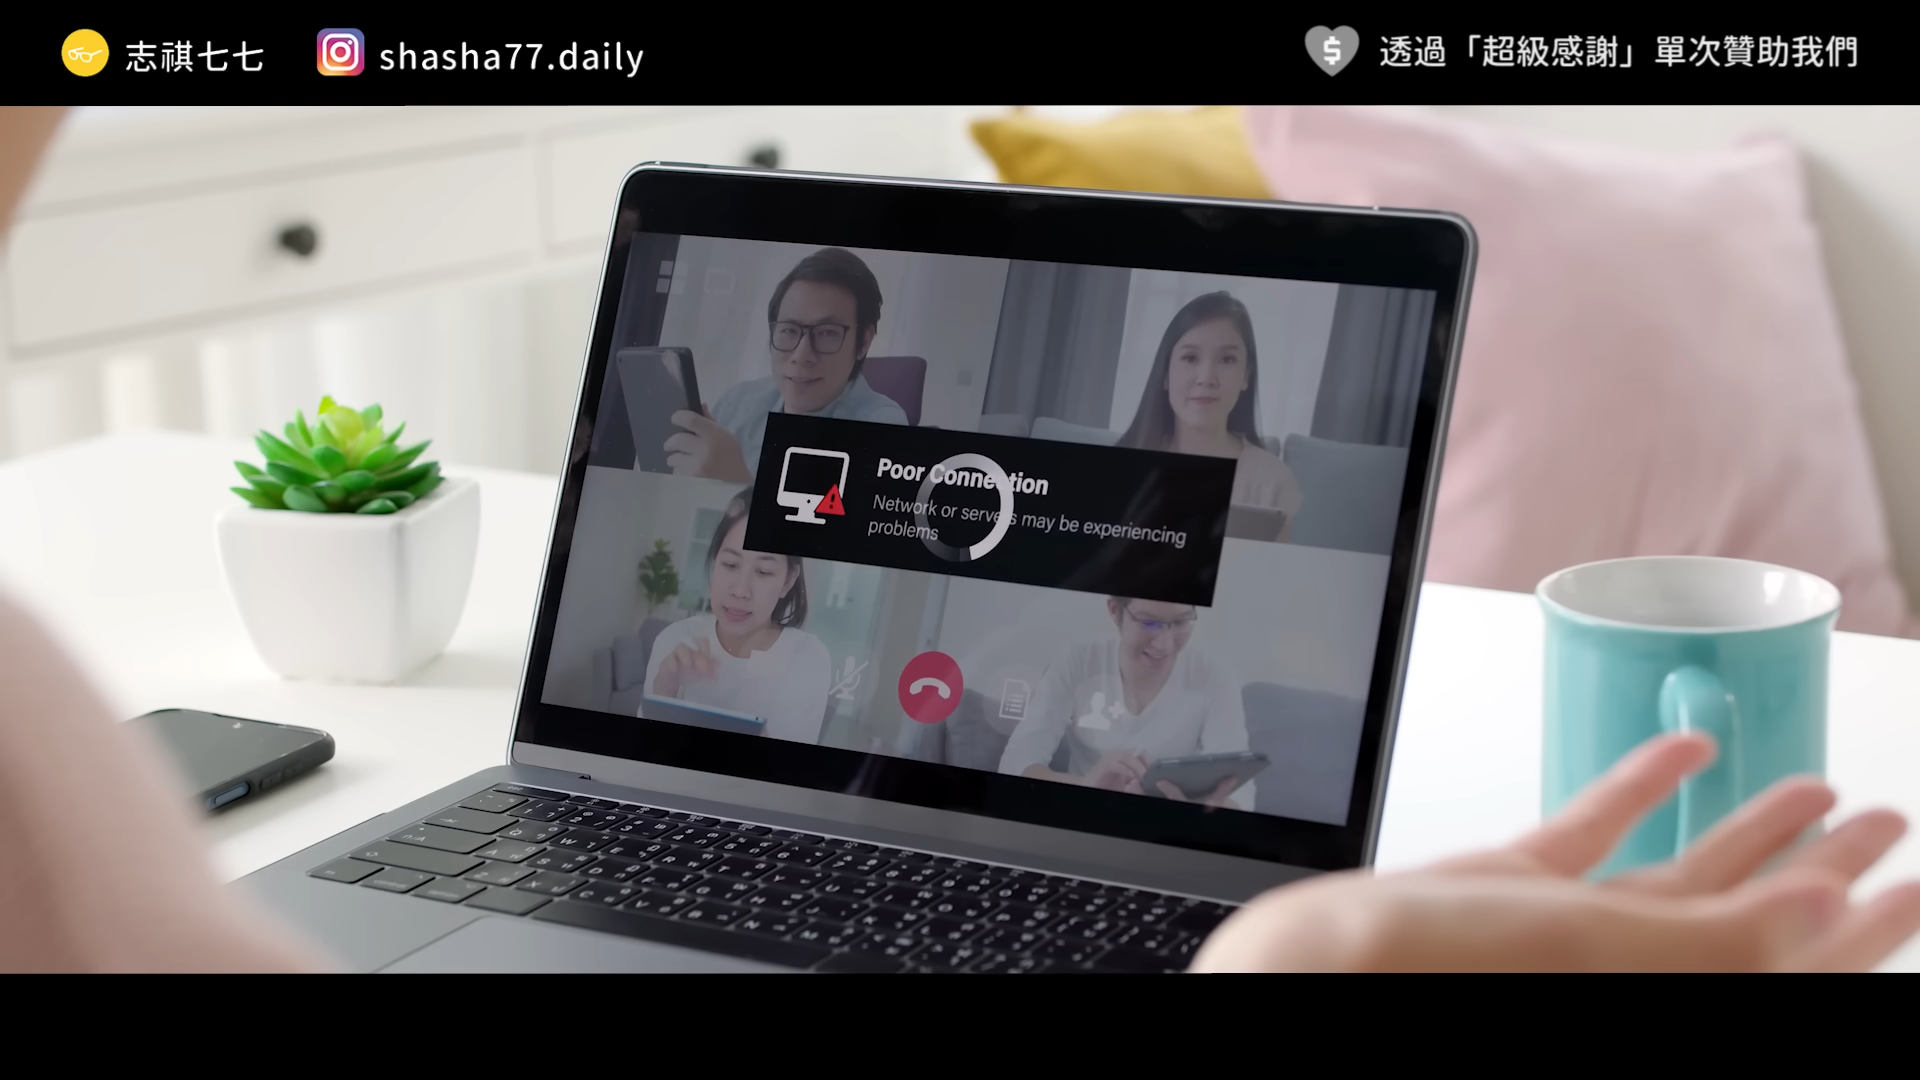 志祺七七
shasha77.daily
透過「超級感謝」單次贊助我們
Poor Connection
Network or servers may be experiencing
problems